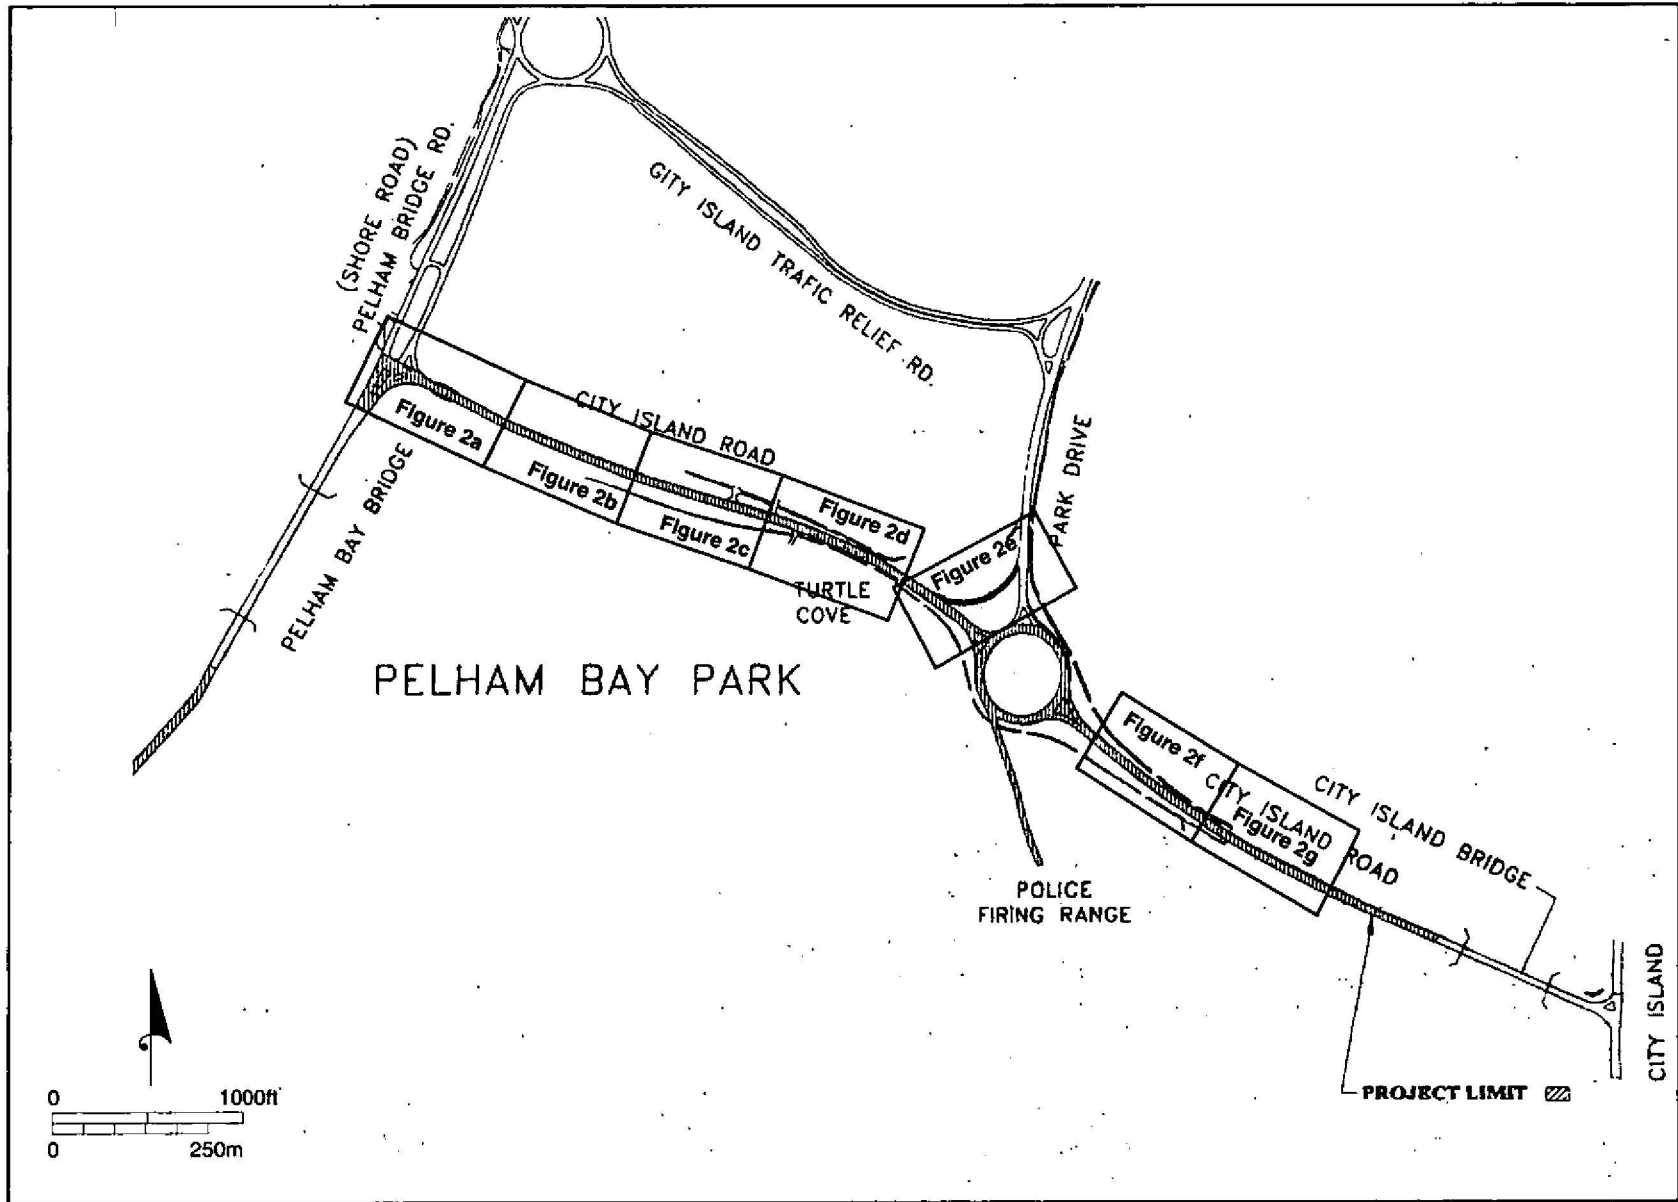 (SHORE ROAD)
PELHAM BRIDGE RD.
GITY ISLAND TRAFIC RELIEF RD.
CITY ISLAND ROAD
PARK DRIVE
Figure 2a
Figure 2b
Figure 2c
Figure 2d
Figure 2e
PELHAM BAY BRIDGE
TURTLE
COVE
PELHAM BAY PARK
Figure 2f
Figure 2g
CITY ISLAND
ROAD
CITY ISLAND BRIDGE
POLICE
FIRING RANGE
CITY ISLAND
PROJECT LIMIT
0 1000ft
0 250m